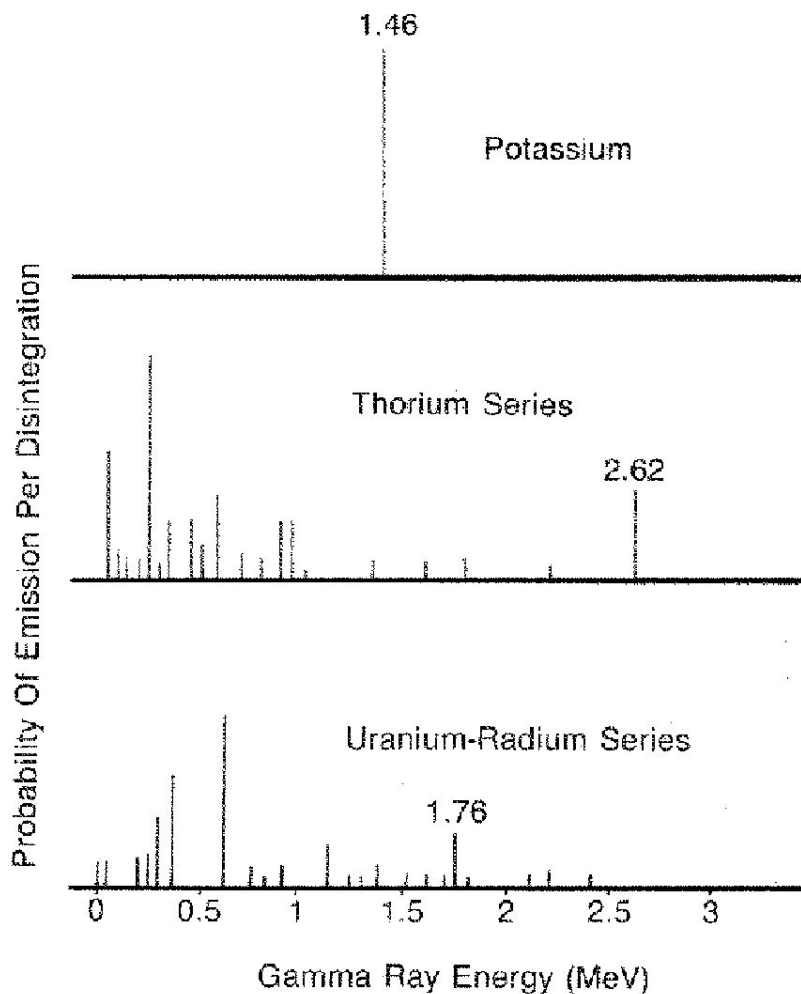 1.46
Potassium
Thorium Series
2.62
Uranium-Radium Series
1.76
0 0.5 1 1.5 2 2.5 3
Gamma Ray Energy (MeV)
Probability Of Emission Per Disintegration